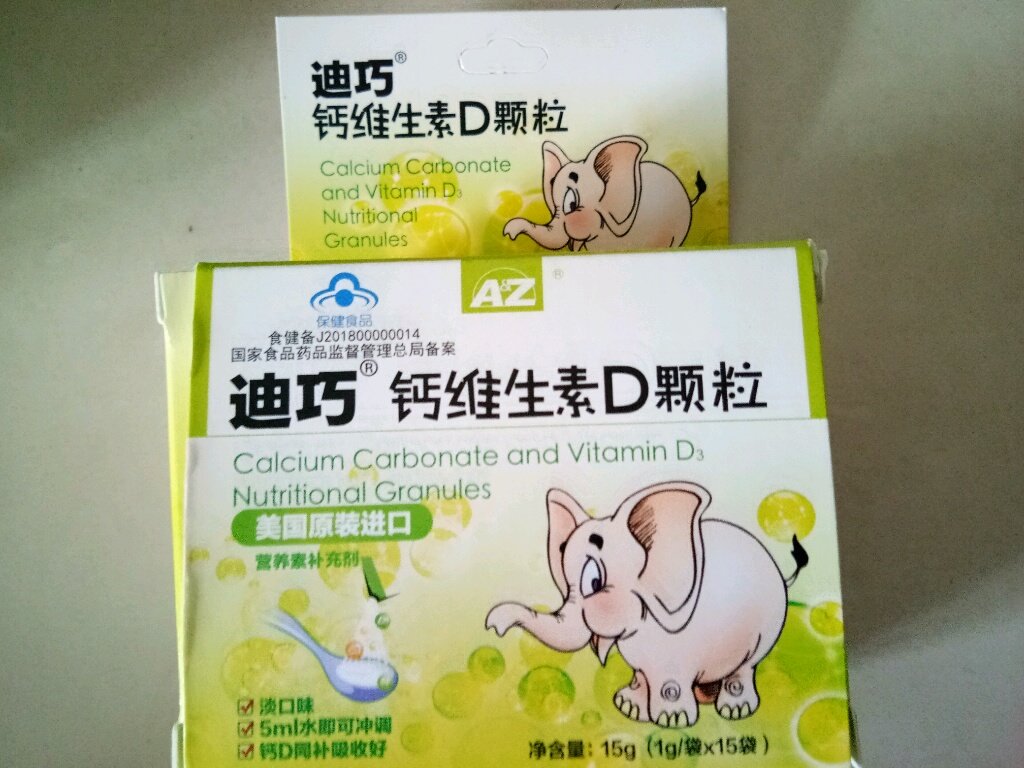 迪巧®
钙维生素D颗粒
Calcium Carbonate
and Vitamin D₃
Nutritional
Granules
A&Z®
保健食品
食健备J201800000014
国家食品药品监督管理总局备案
迪巧® 钙维生素D颗粒
Calcium Carbonate and Vitamin D₃
Nutritional Granules
美国原装进口
营养素补充剂
淡口味
5ml水即可冲调
钙D同补吸收好
净含量：15g（1g/袋x15袋）